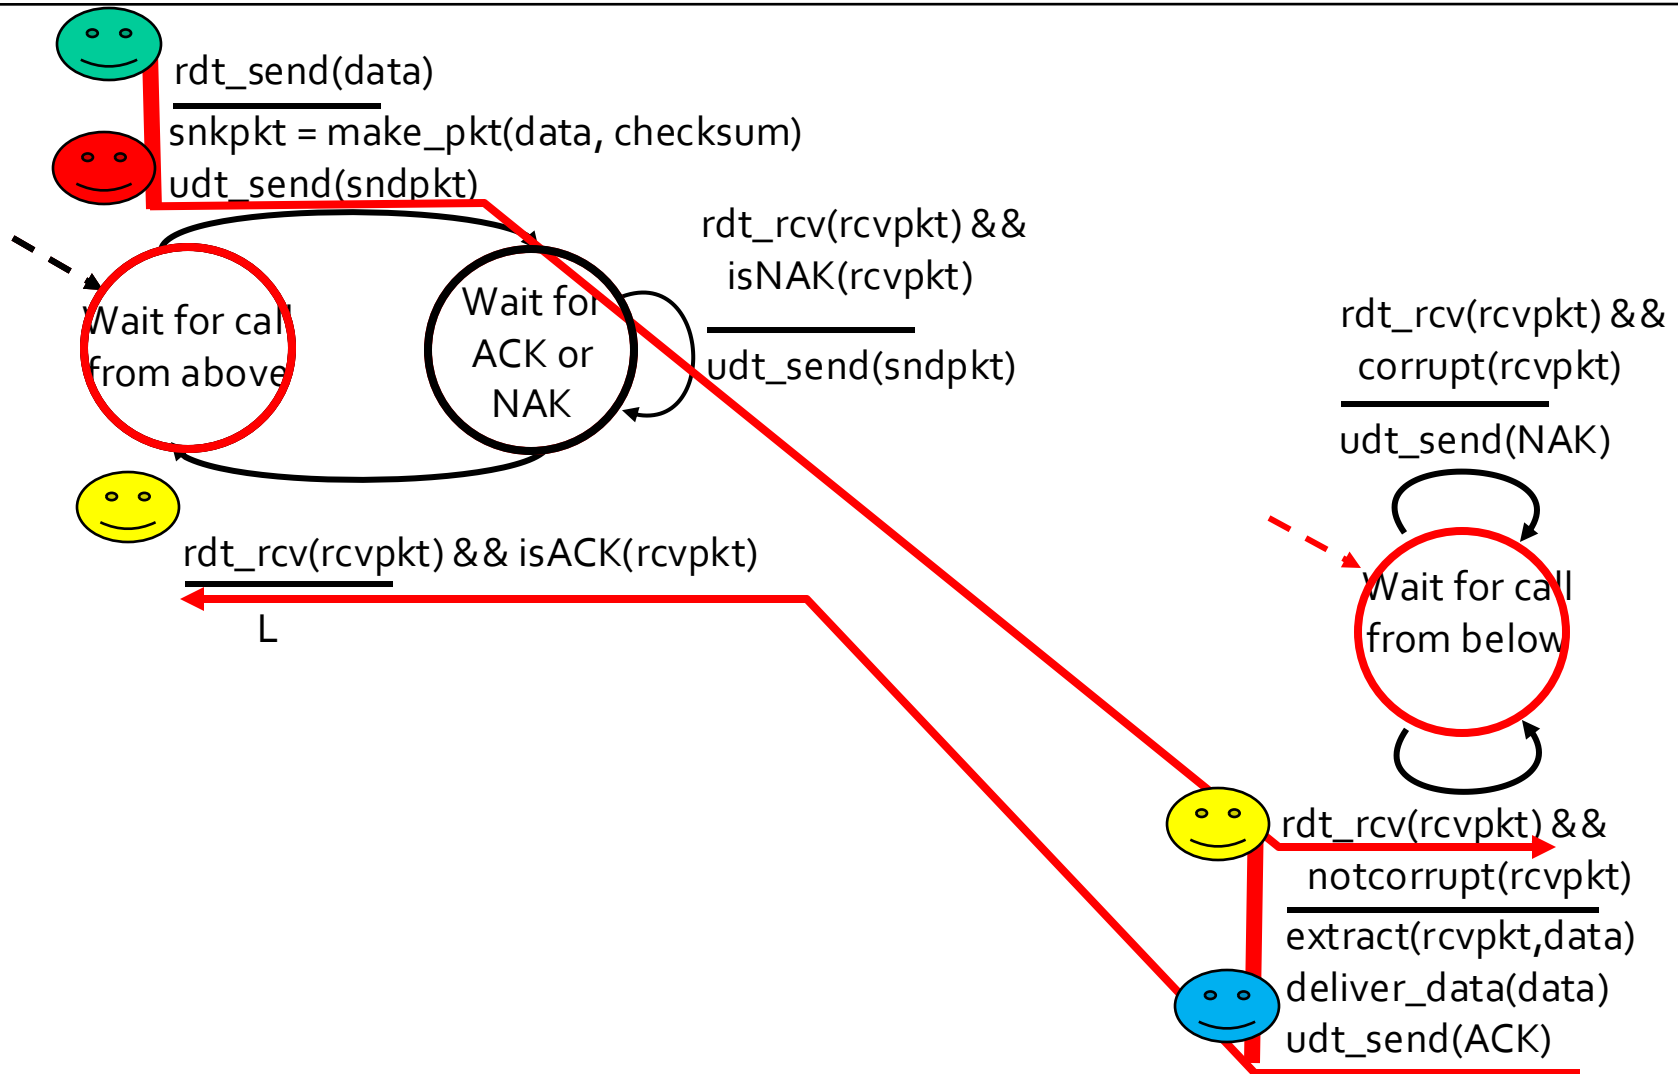 rdt_send(data)
snkpkt = make_pkt(data, checksum)
udt_send(sndpkt)
rdt_rcv(rcvpkt) &&
isNAK(rcvpkt)
udt_send(sndpkt)
Wait for call
from above
Wait for
ACK or
NAK
rdt_rcv(rcvpkt) && isACK(rcvpkt)
L
rdt_rcv(rcvpkt) &&
corrupt(rcvpkt)
udt_send(NAK)
Wait for call
from below
rdt_rcv(rcvpkt) &&
notcorrupt(rcvpkt)
extract(rcvpkt,data)
deliver_data(data)
udt_send(ACK)